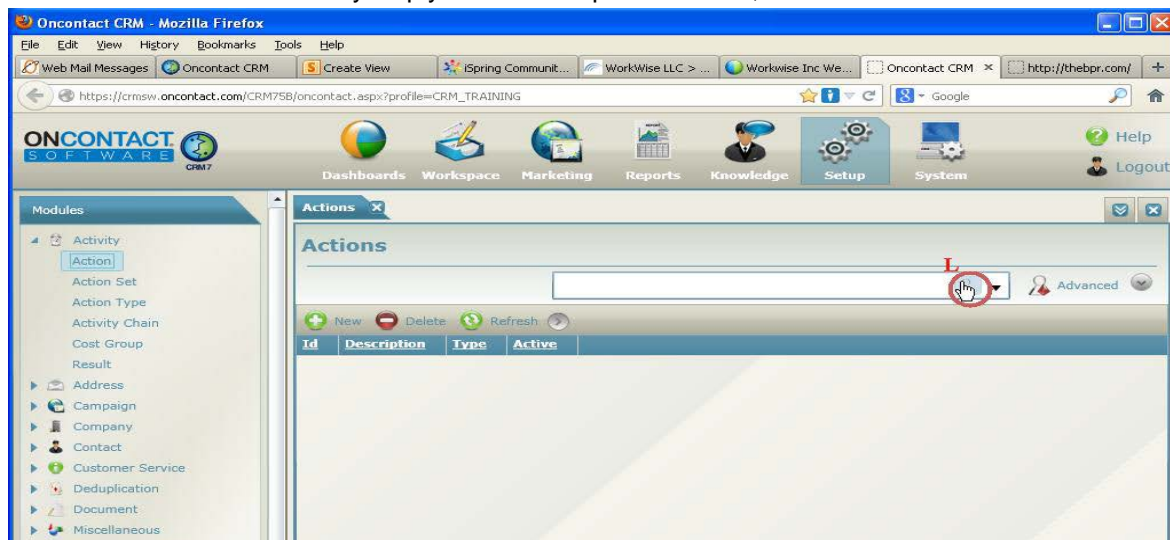 Oncontact CRM - Mozilla Firefox
File Edit View History Bookmarks Tools Help
Web Mail Messages Oncontact CRM S Create View iSpring Communit... WorkWise LLC > ... Workwise Inc We... Oncontact CRM × http://thebpr.com/ +
https://crmsw.oncontact.com/CRM75B/oncontact.aspx?profile=CRM_TRAINING 8 Google
ONCONTACT
SOFTWARE
CRM7
Dashboards Workspace Marketing Reports Knowledge Setup System
Help
Logout
Modules
Activity
Action
Action Set
Action Type
Activity Chain
Cost Group
Result
Address
Campaign
Company
Contact
Customer Service
Deduplication
Document
Miscellaneous
Actions
Actions
L
Advanced
New Delete Refresh
Id Description Type Active